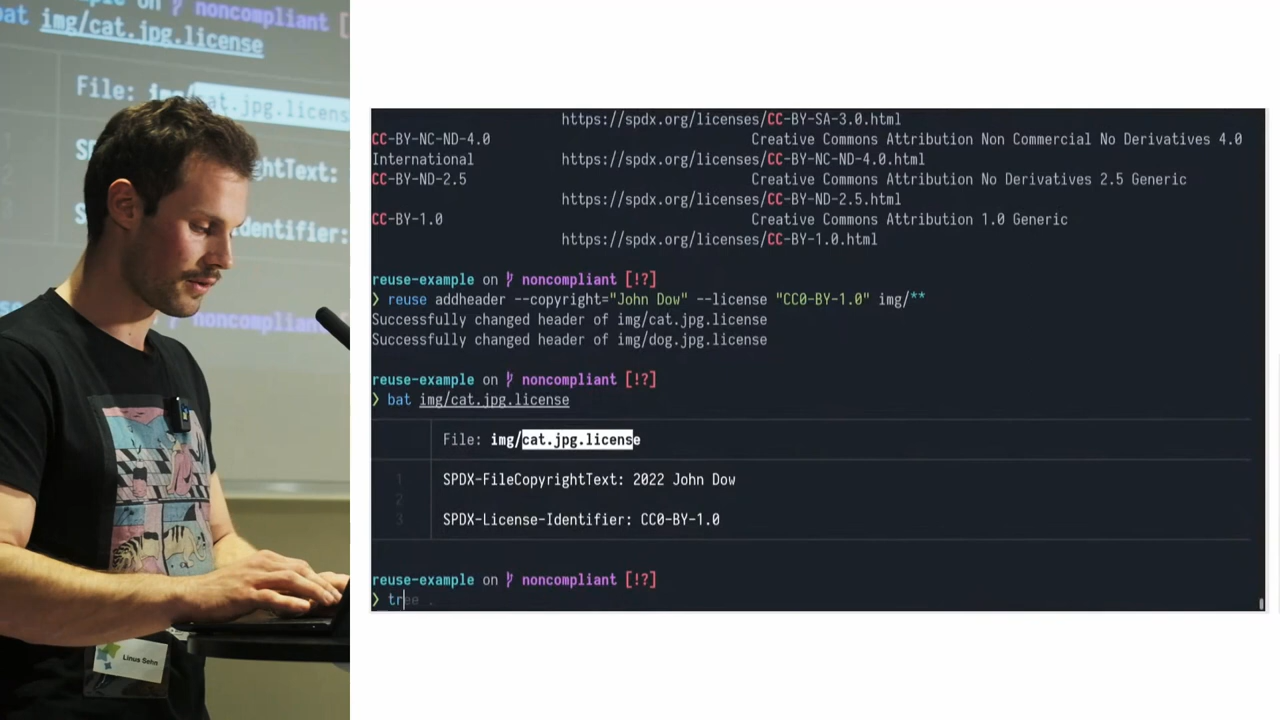 on noncompliant [
bat img/cat.jpg.license
File: img/cat.jpg.licens
ghtText:
dentifier:
noncompliant
Linus Sehn
https://spdx.org/licenses/CC-BY-SA-3.0.html
CC-BY-NC-ND-4.0 Creative Commons Attribution Non Commercial No Derivatives 4.0
International https://spdx.org/licenses/CC-BY-NC-ND-4.0.html
CC-BY-ND-2.5 Creative Commons Attribution No Derivatives 2.5 Generic
https://spdx.org/licenses/CC-BY-ND-2.5.html
CC-BY-1.0 Creative Commons Attribution 1.0 Generic
https://spdx.org/licenses/CC-BY-1.0.html
reuse-example on noncompliant [!?]
❯ reuse addheader --copyright="John Dow" --license "CC0-BY-1.0" img/**
Successfully changed header of img/cat.jpg.license
Successfully changed header of img/dog.jpg.license
reuse-example on noncompliant [!?]
❯ bat img/cat.jpg.license
File: img/cat.jpg.license
1 SPDX-FileCopyrightText: 2022 John Dow
2
3 SPDX-License-Identifier: CC0-BY-1.0
reuse-example on noncompliant [!?]
❯ tree .